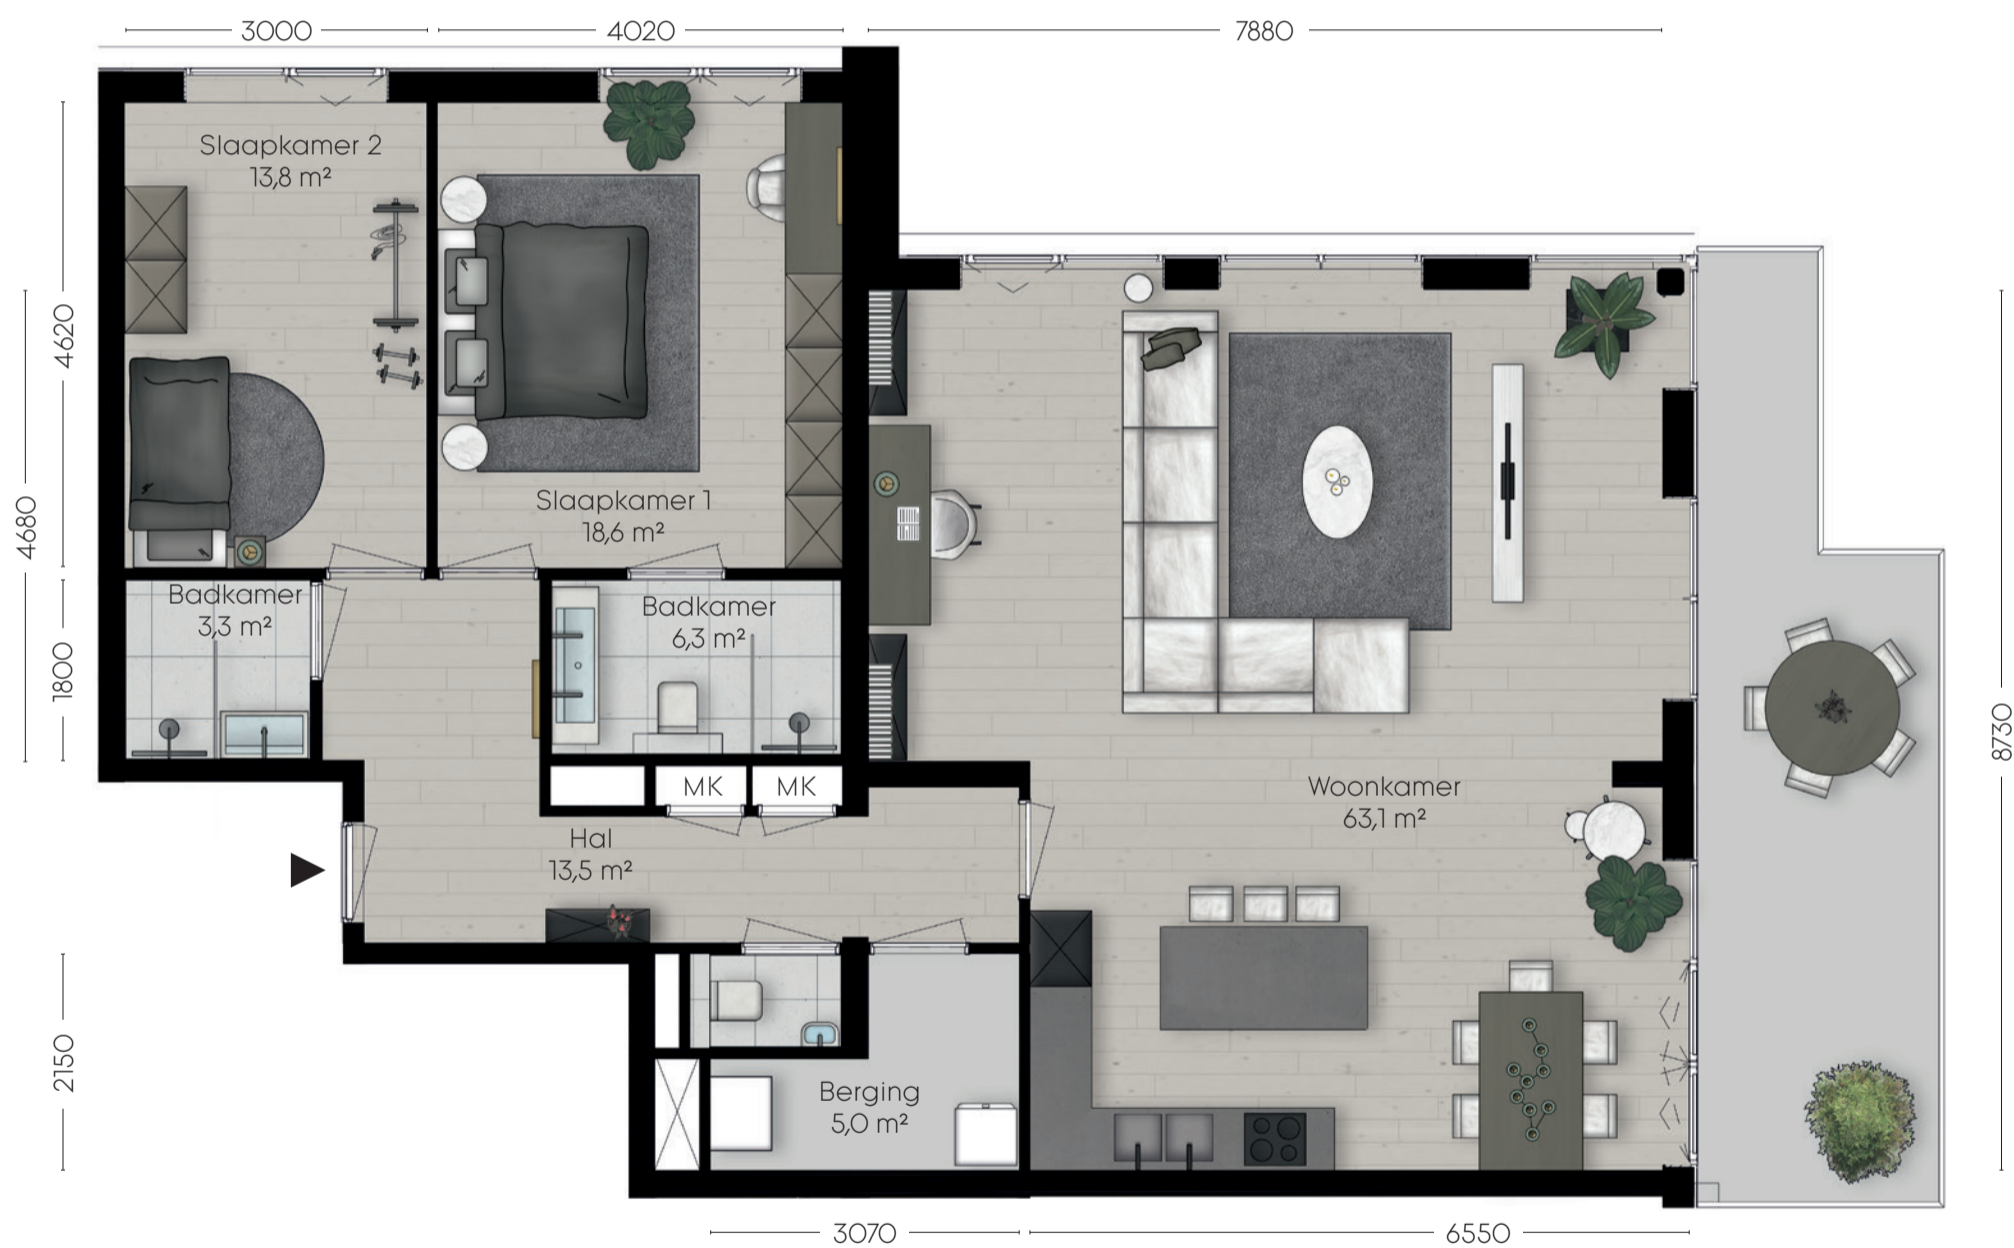 3000
4020
7880
Slaapkamer 2
13,8 m²
4620
4680
Slaapkamer 1
18,6 m²
Badkamer
3,3 m²
Badkamer
6,3 m²
1800
8730
MK
MK
Woonkamer
63,1 m²
Hal
13,5 m²
2150
Berging
5,0 m²
3070
6550